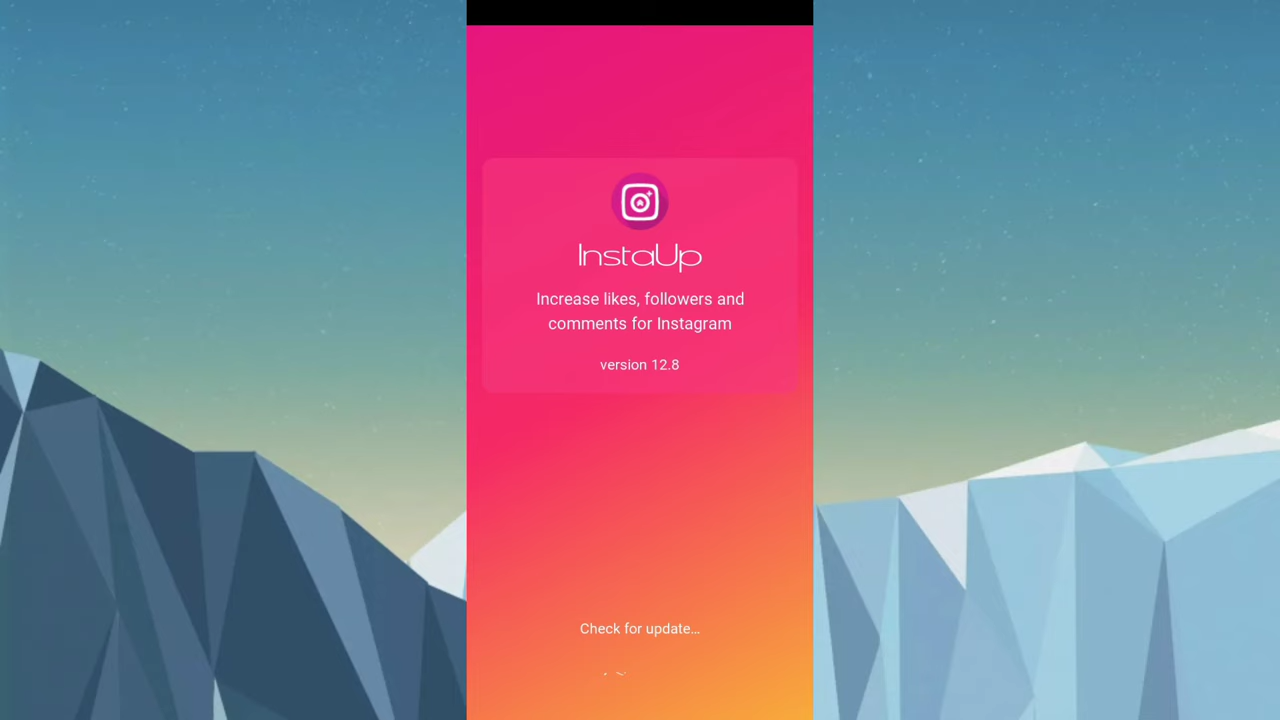 InstaUp
Increase likes, followers and
comments for Instagram
version 12.8
Check for update...